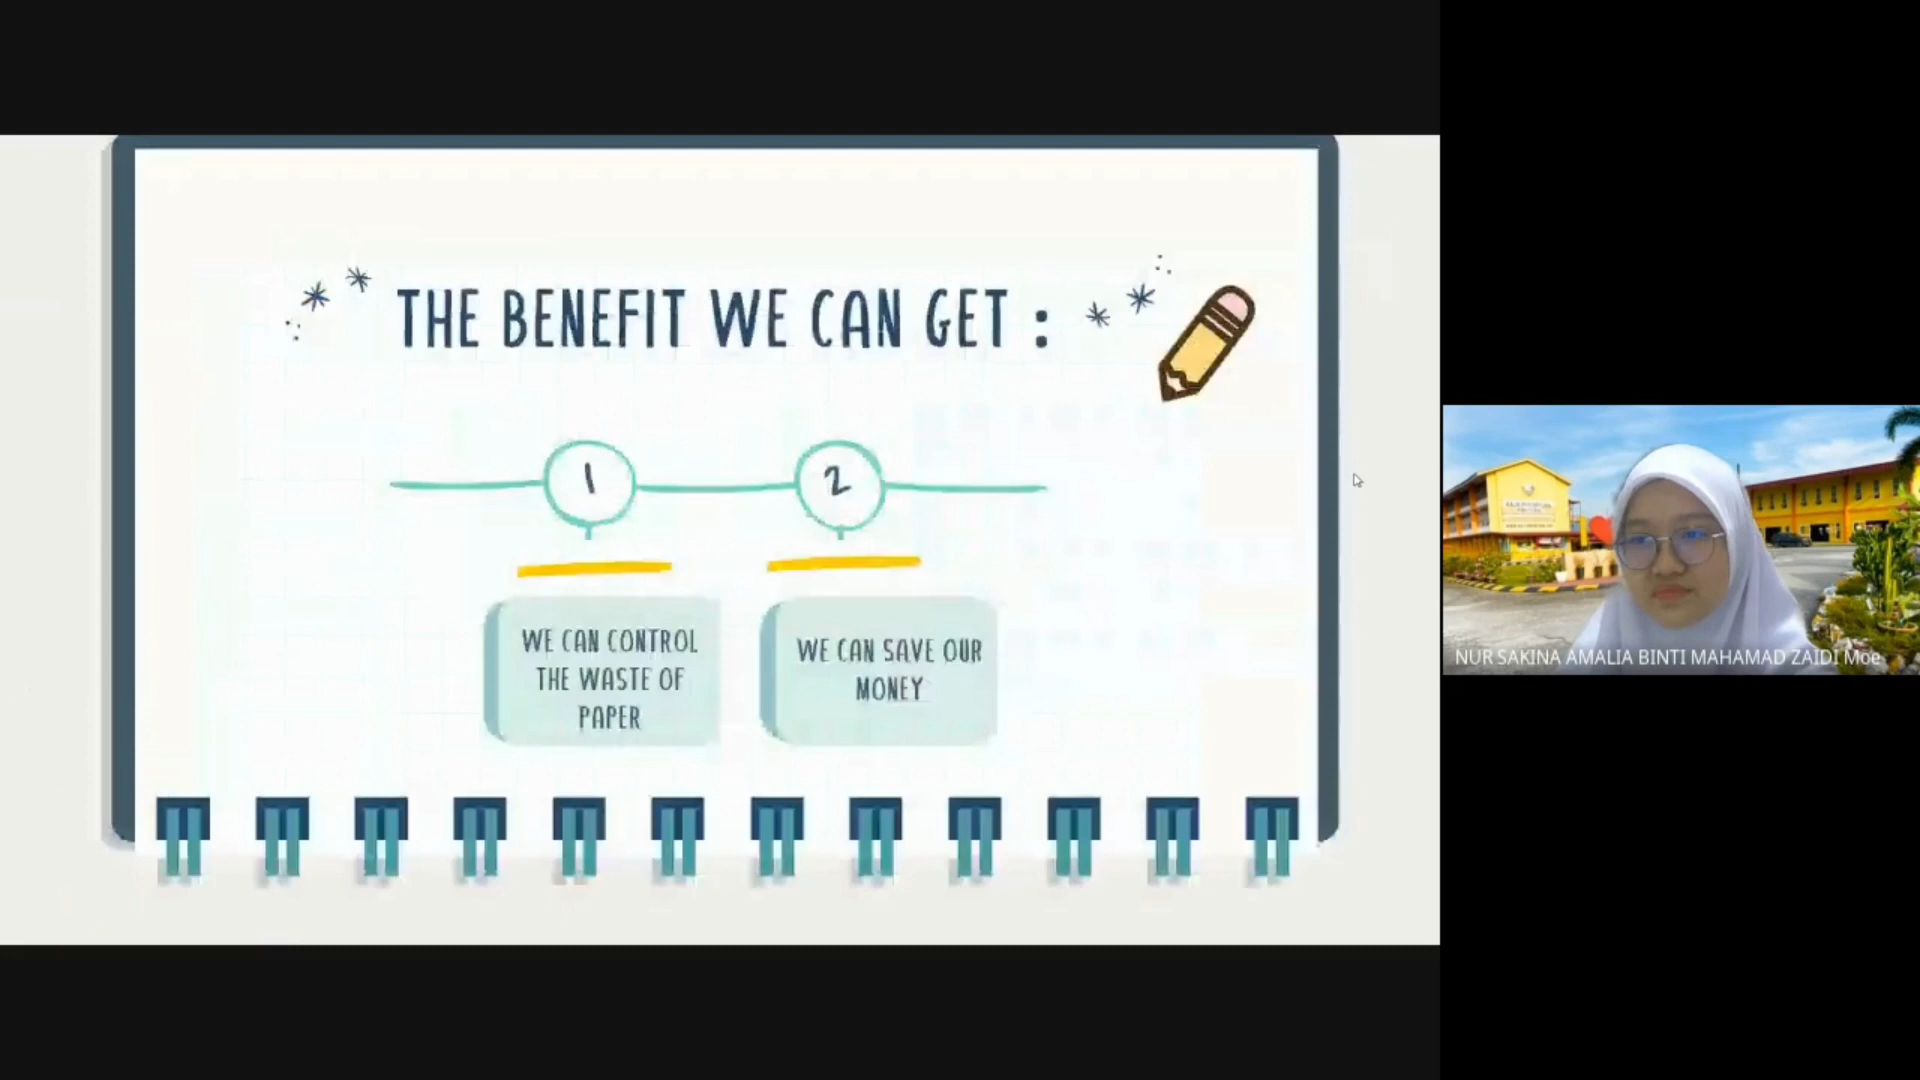 THE BENEFIT WE CAN GET :
1
2
WE CAN CONTROL
THE WASTE OF
PAPER
WE CAN SAVE OUR
MONEY
NUR SAKINA AMALIA BINTI MAHAMAD ZAIDI Moe